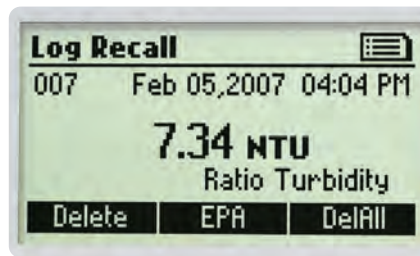 Log Recall
007 Feb 05,2007 04:04 PM
7.34 NTU
Ratio Turbidity
Delete EPA DelAll